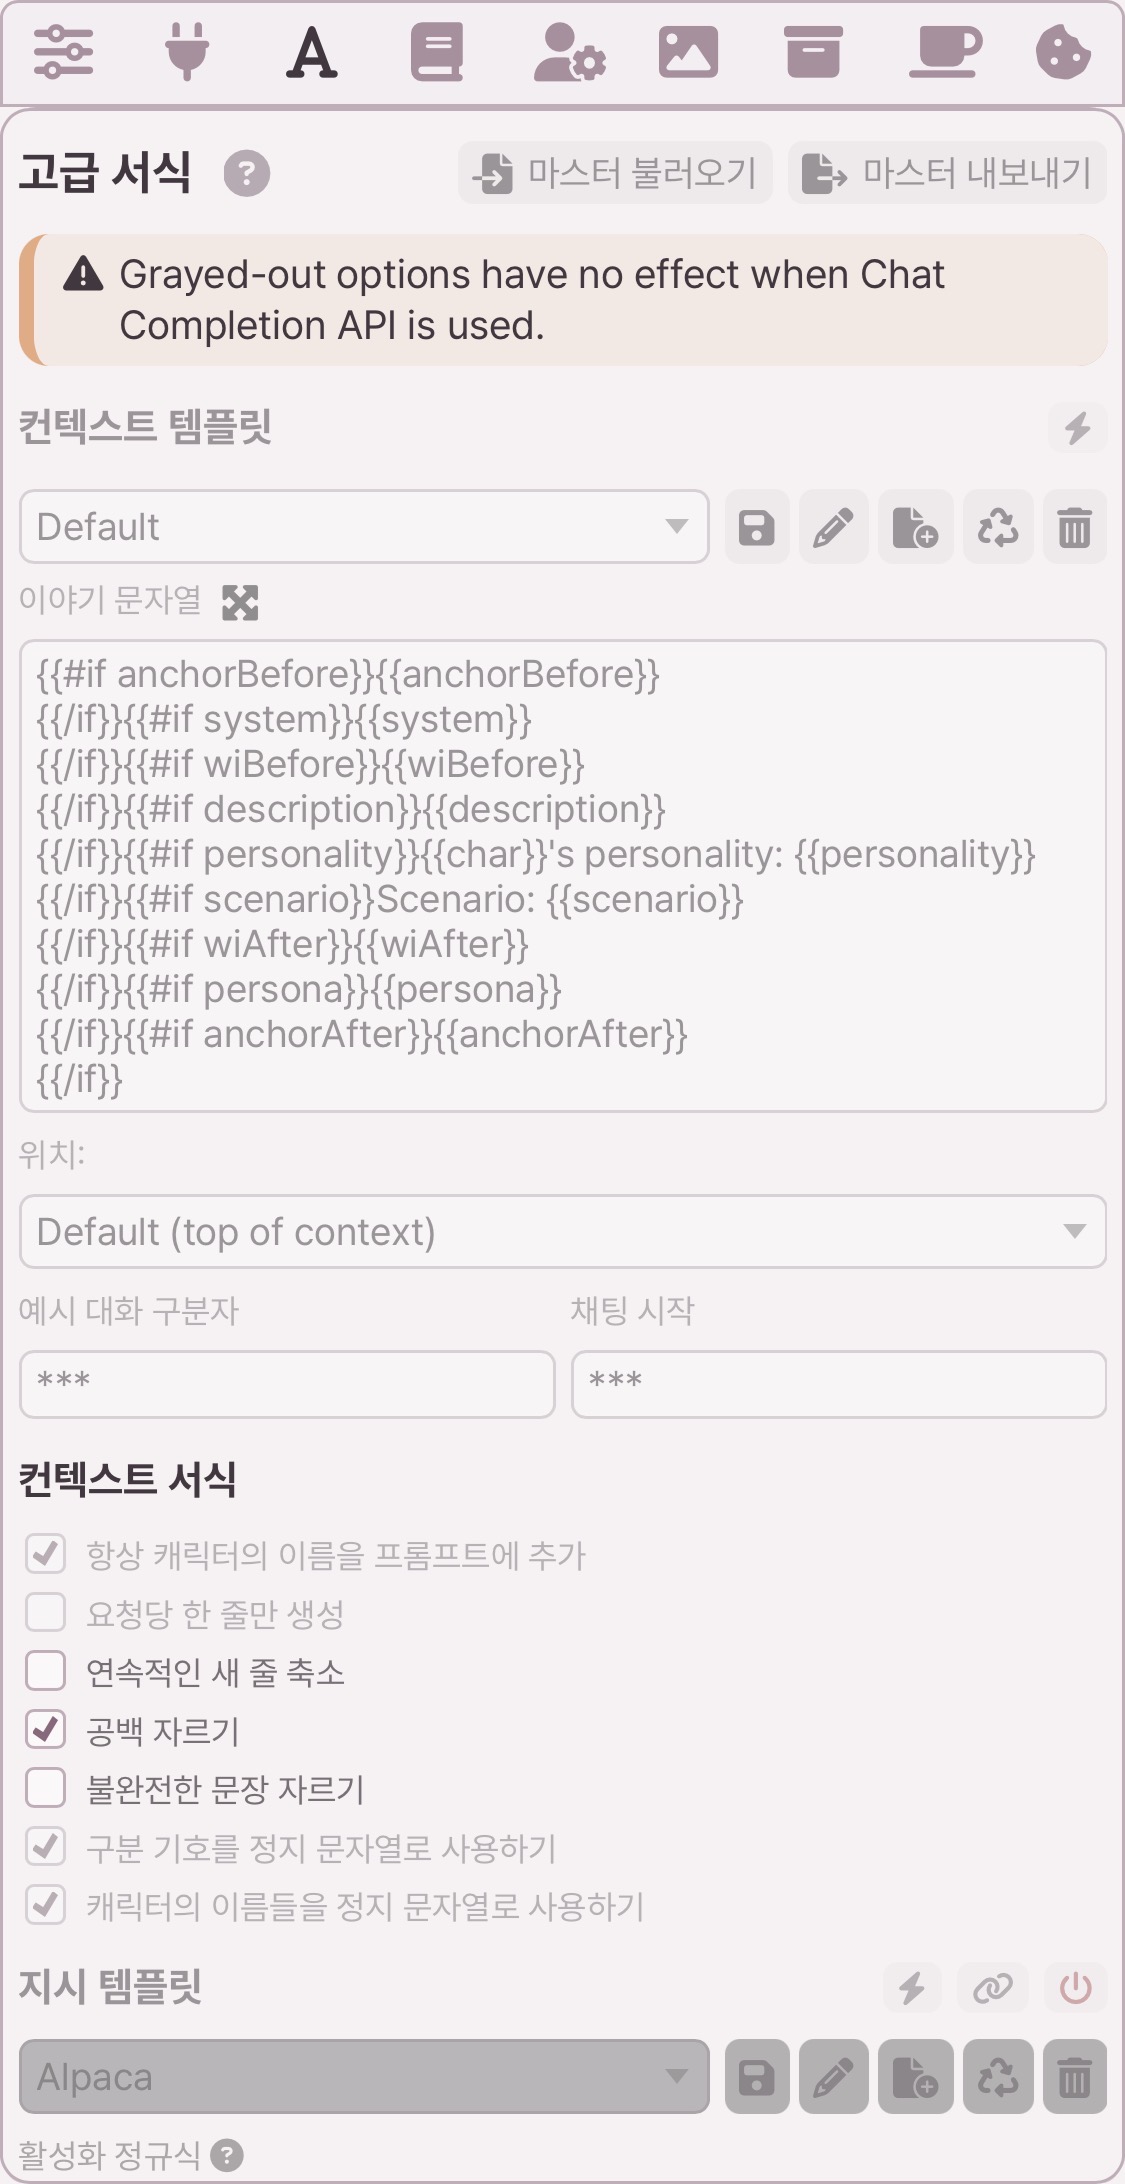 고급 서식
마스터 불러오기
마스터 내보내기
Grayed-out options have no effect when Chat
Completion API is used.
컨텍스트 템플릿
Default
이야기 문자열
{{#if anchorBefore}}{{anchorBefore}}
{{/if}}{{#if system}}{{system}}
{{/if}}{{#if wiBefore}}{{wiBefore}}
{{/if}}{{#if description}}{{description}}
{{/if}}{{#if personality}}{{char}}'s personality: {{personality}}
{{/if}}{{#if scenario}}Scenario: {{scenario}}
{{/if}}{{#if wiAfter}}{{wiAfter}}
{{/if}}{{#if persona}}{{persona}}
{{/if}}{{#if anchorAfter}}{{anchorAfter}}
{{/if}}
위치:
Default (top of context)
예시 대화 구분자
채팅 시작
***
***
컨텍스트 서식
항상 캐릭터의 이름을 프롬프트에 추가
요청당 한 줄만 생성
연속적인 새 줄 축소
공백 자르기
불완전한 문장 자르기
구분 기호를 정지 문자열로 사용하기
캐릭터의 이름들을 정지 문자열로 사용하기
지시 템플릿
Alpaca
활성화 정규식